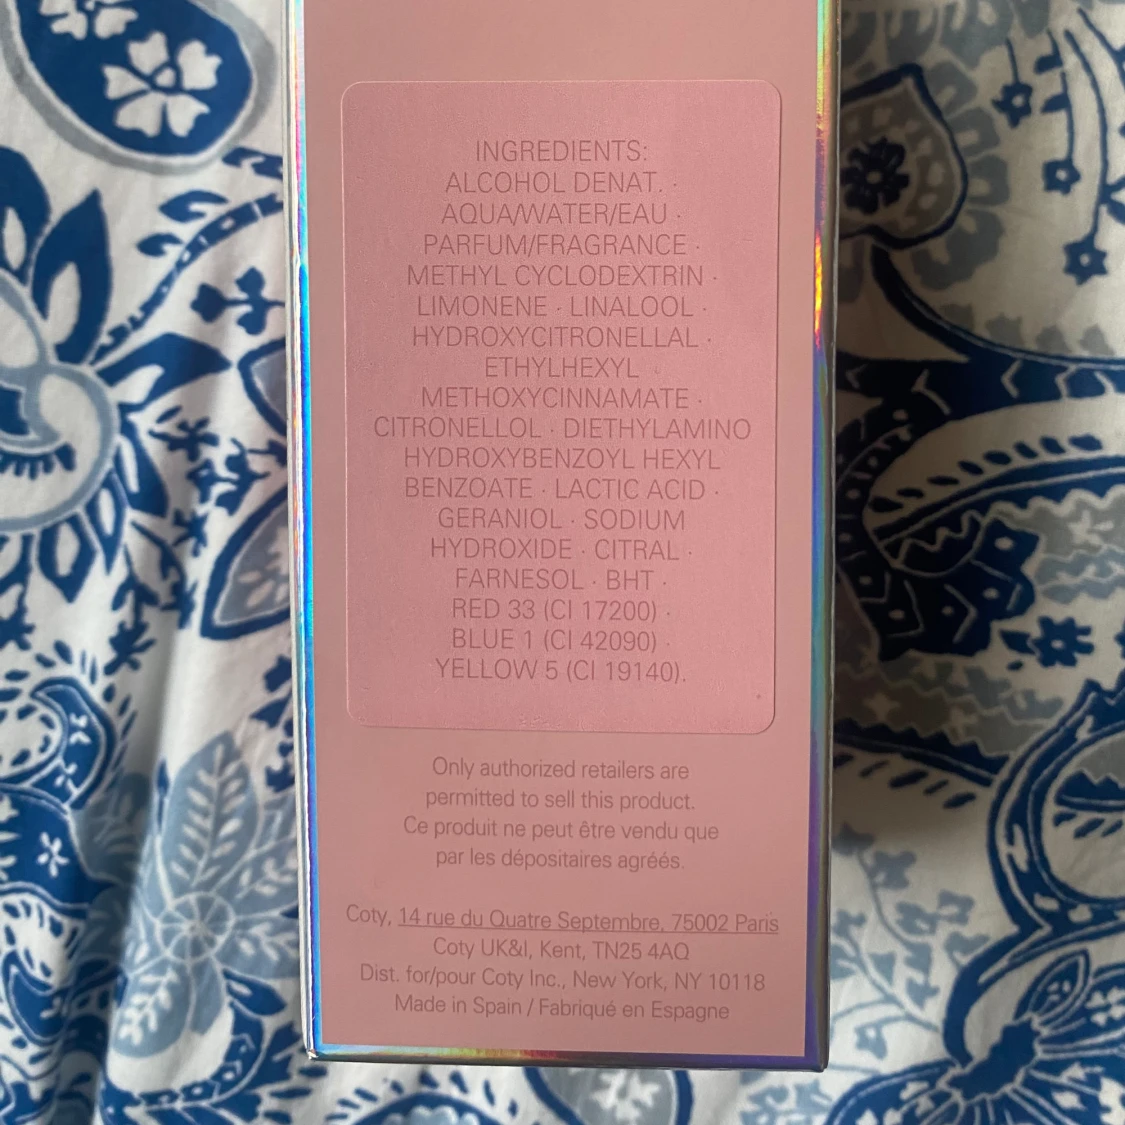 INGREDIENTS:
ALCOHOL DENAT. ·
AQUA/WATER/EAU ·
PARFUM/FRAGRANCE ·
METHYL CYCLODEXTRIN ·
LIMONENE · LINALOOL ·
HYDROXYCITRONELLAL ·
ETHYLHEXYL
METHOXYCINNAMATE ·
CITRONELLOL · DIETHYLAMINO
HYDROXYBENZOYL HEXYL
BENZOATE · LACTIC ACID ·
GERANIOL · SODIUM
HYDROXIDE · CITRAL ·
FARNESOL · BHT ·
RED 33 (CI 17200) ·
BLUE 1 (CI 42090) ·
YELLOW 5 (CI 19140).
Only authorized retailers are
permitted to sell this product.
Ce produit ne peut être vendu que
par les dépositaires agréés.
Coty, 14 rue du Quatre Septembre, 75002 Paris
Coty UK&I, Kent, TN25 4AQ
Dist. for/pour Coty Inc., New York, NY 10118
Made in Spain / Fabriqué en Espagne